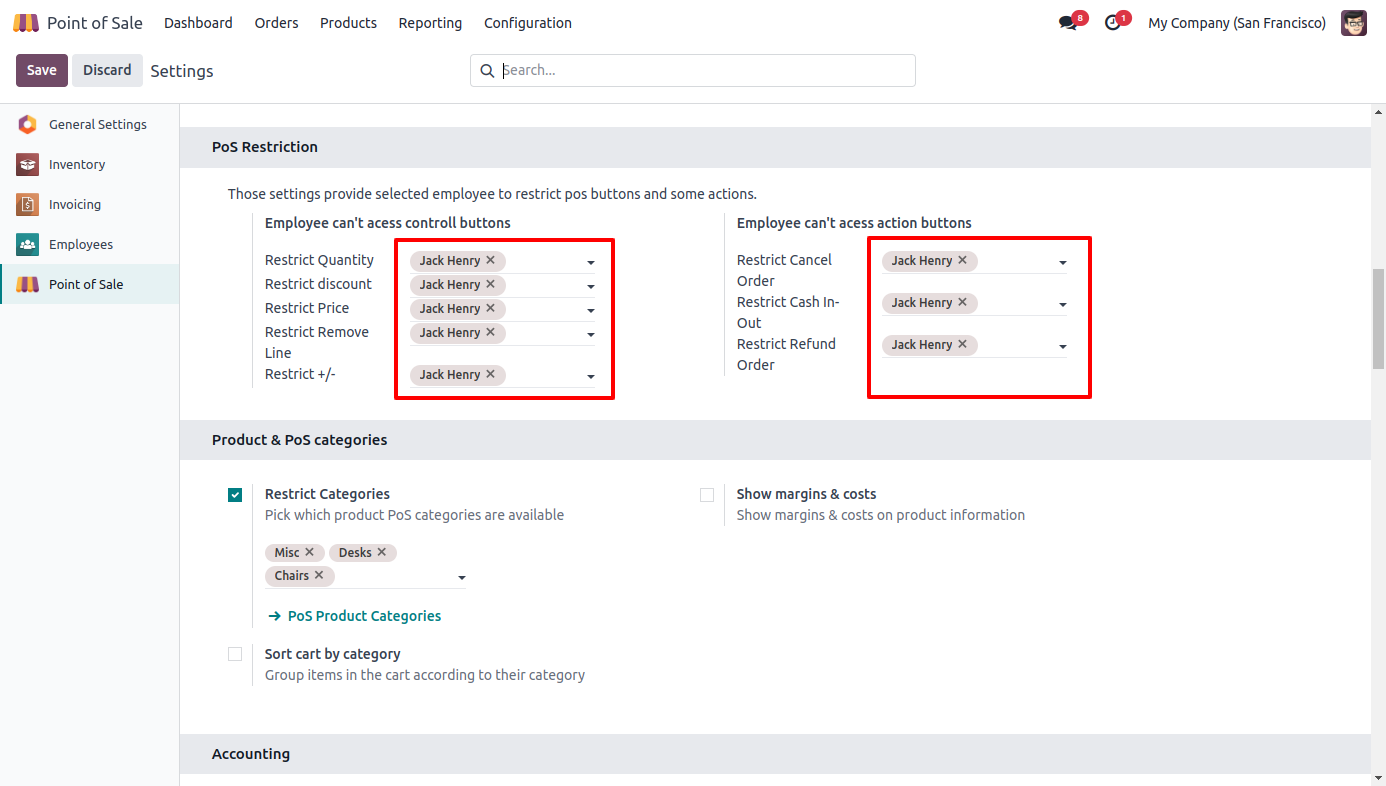 Point of Sale Dashboard Orders Products Reporting Configuration 8 1 My Company (San Francisco)
Save Discard Settings Search...
General Settings
Inventory
Invoicing
Employees
Point of Sale
PoS Restriction
Those settings provide selected employee to restrict pos buttons and some actions.
Employee can't acess controll buttons
Restrict Quantity Jack Henry ✕
Restrict discount Jack Henry ✕
Restrict Price Jack Henry ✕
Restrict Remove Jack Henry ✕
Line
Restrict +/- Jack Henry ✕
Employee can't acess action buttons
Restrict Cancel Jack Henry ✕
Order
Restrict Cash In- Jack Henry ✕
Out
Restrict Refund Jack Henry ✕
Order
Product & PoS categories
Restrict Categories
Pick which product PoS categories are available
Misc ✕ Desks ✕
Chairs ✕
→ PoS Product Categories
Show margins & costs
Show margins & costs on product information
Sort cart by category
Group items in the cart according to their category
Accounting